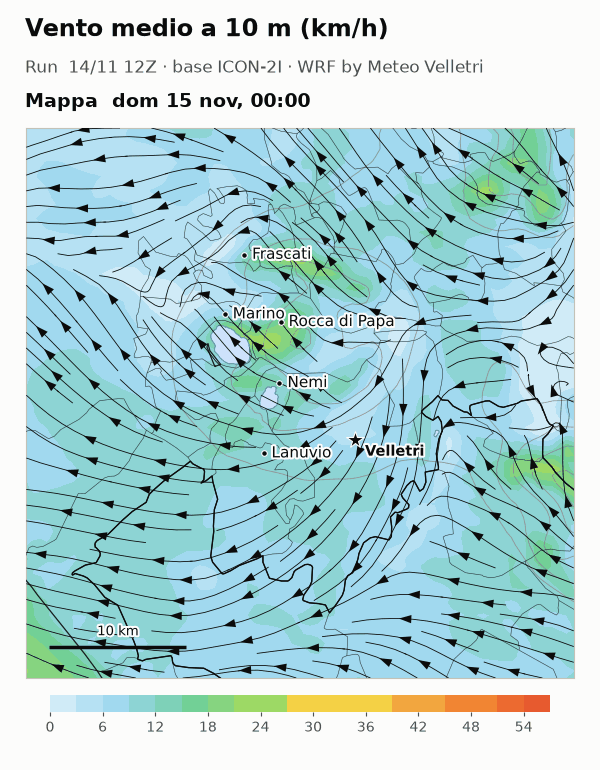 Vento medio a 10 m (km/h)
Run  14/11 12Z · base ICON-2I · WRF by Meteo Velletri
Mappa  dom 15 nov, 00:00
Frascati
Marino
Rocca di Papa
Nemi
Lanuvio
Velletri
10 km
0 6 12 18 24 30 36 42 48 54